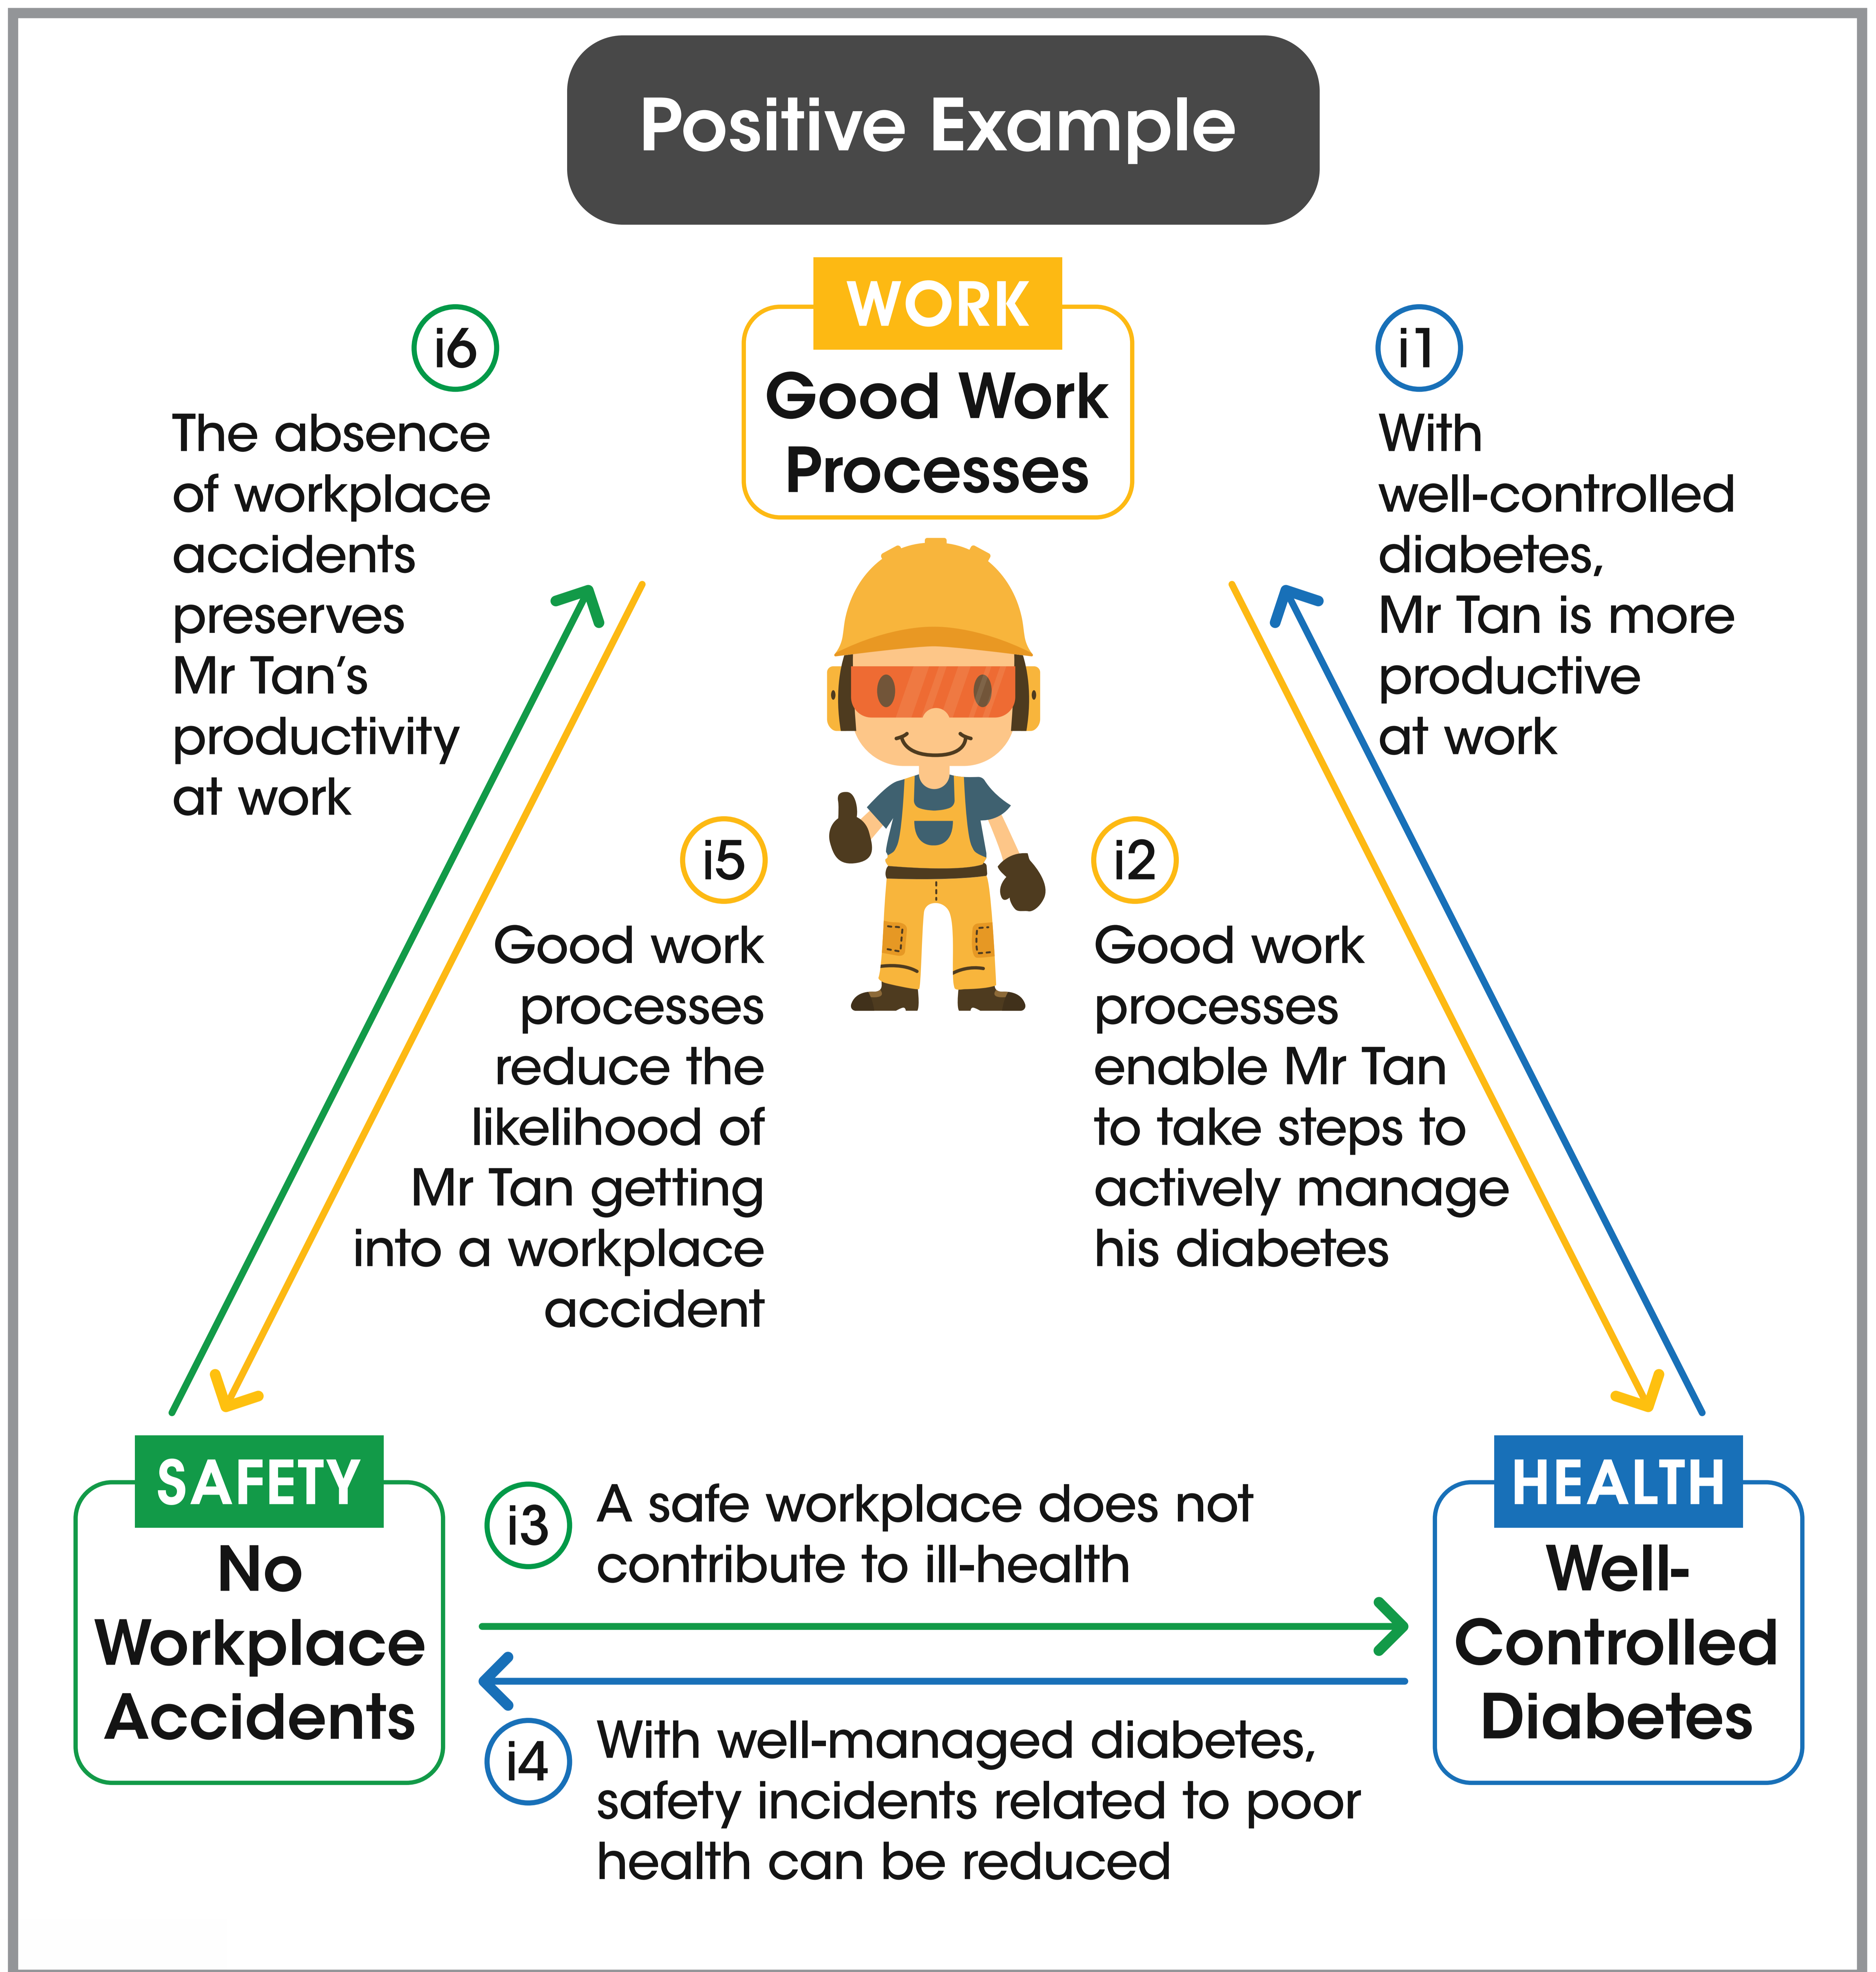 Positive Example
WORK
Good Work
Processes
i6
The absence
of workplace
accidents
preserves
Mr Tan’s
productivity
at work
i1
With
well-controlled
diabetes,
Mr Tan is more
productive
at work
i5
Good work
processes
reduce the
likelihood of
Mr Tan getting
into a workplace
accident
i2
Good work
processes
enable Mr Tan
to take steps to
actively manage
his diabetes
SAFETY
No
Workplace
Accidents
i3
A safe workplace does not
contribute to ill-health
i4
With well-managed diabetes,
safety incidents related to poor
health can be reduced
HEALTH
Well-
Controlled
Diabetes